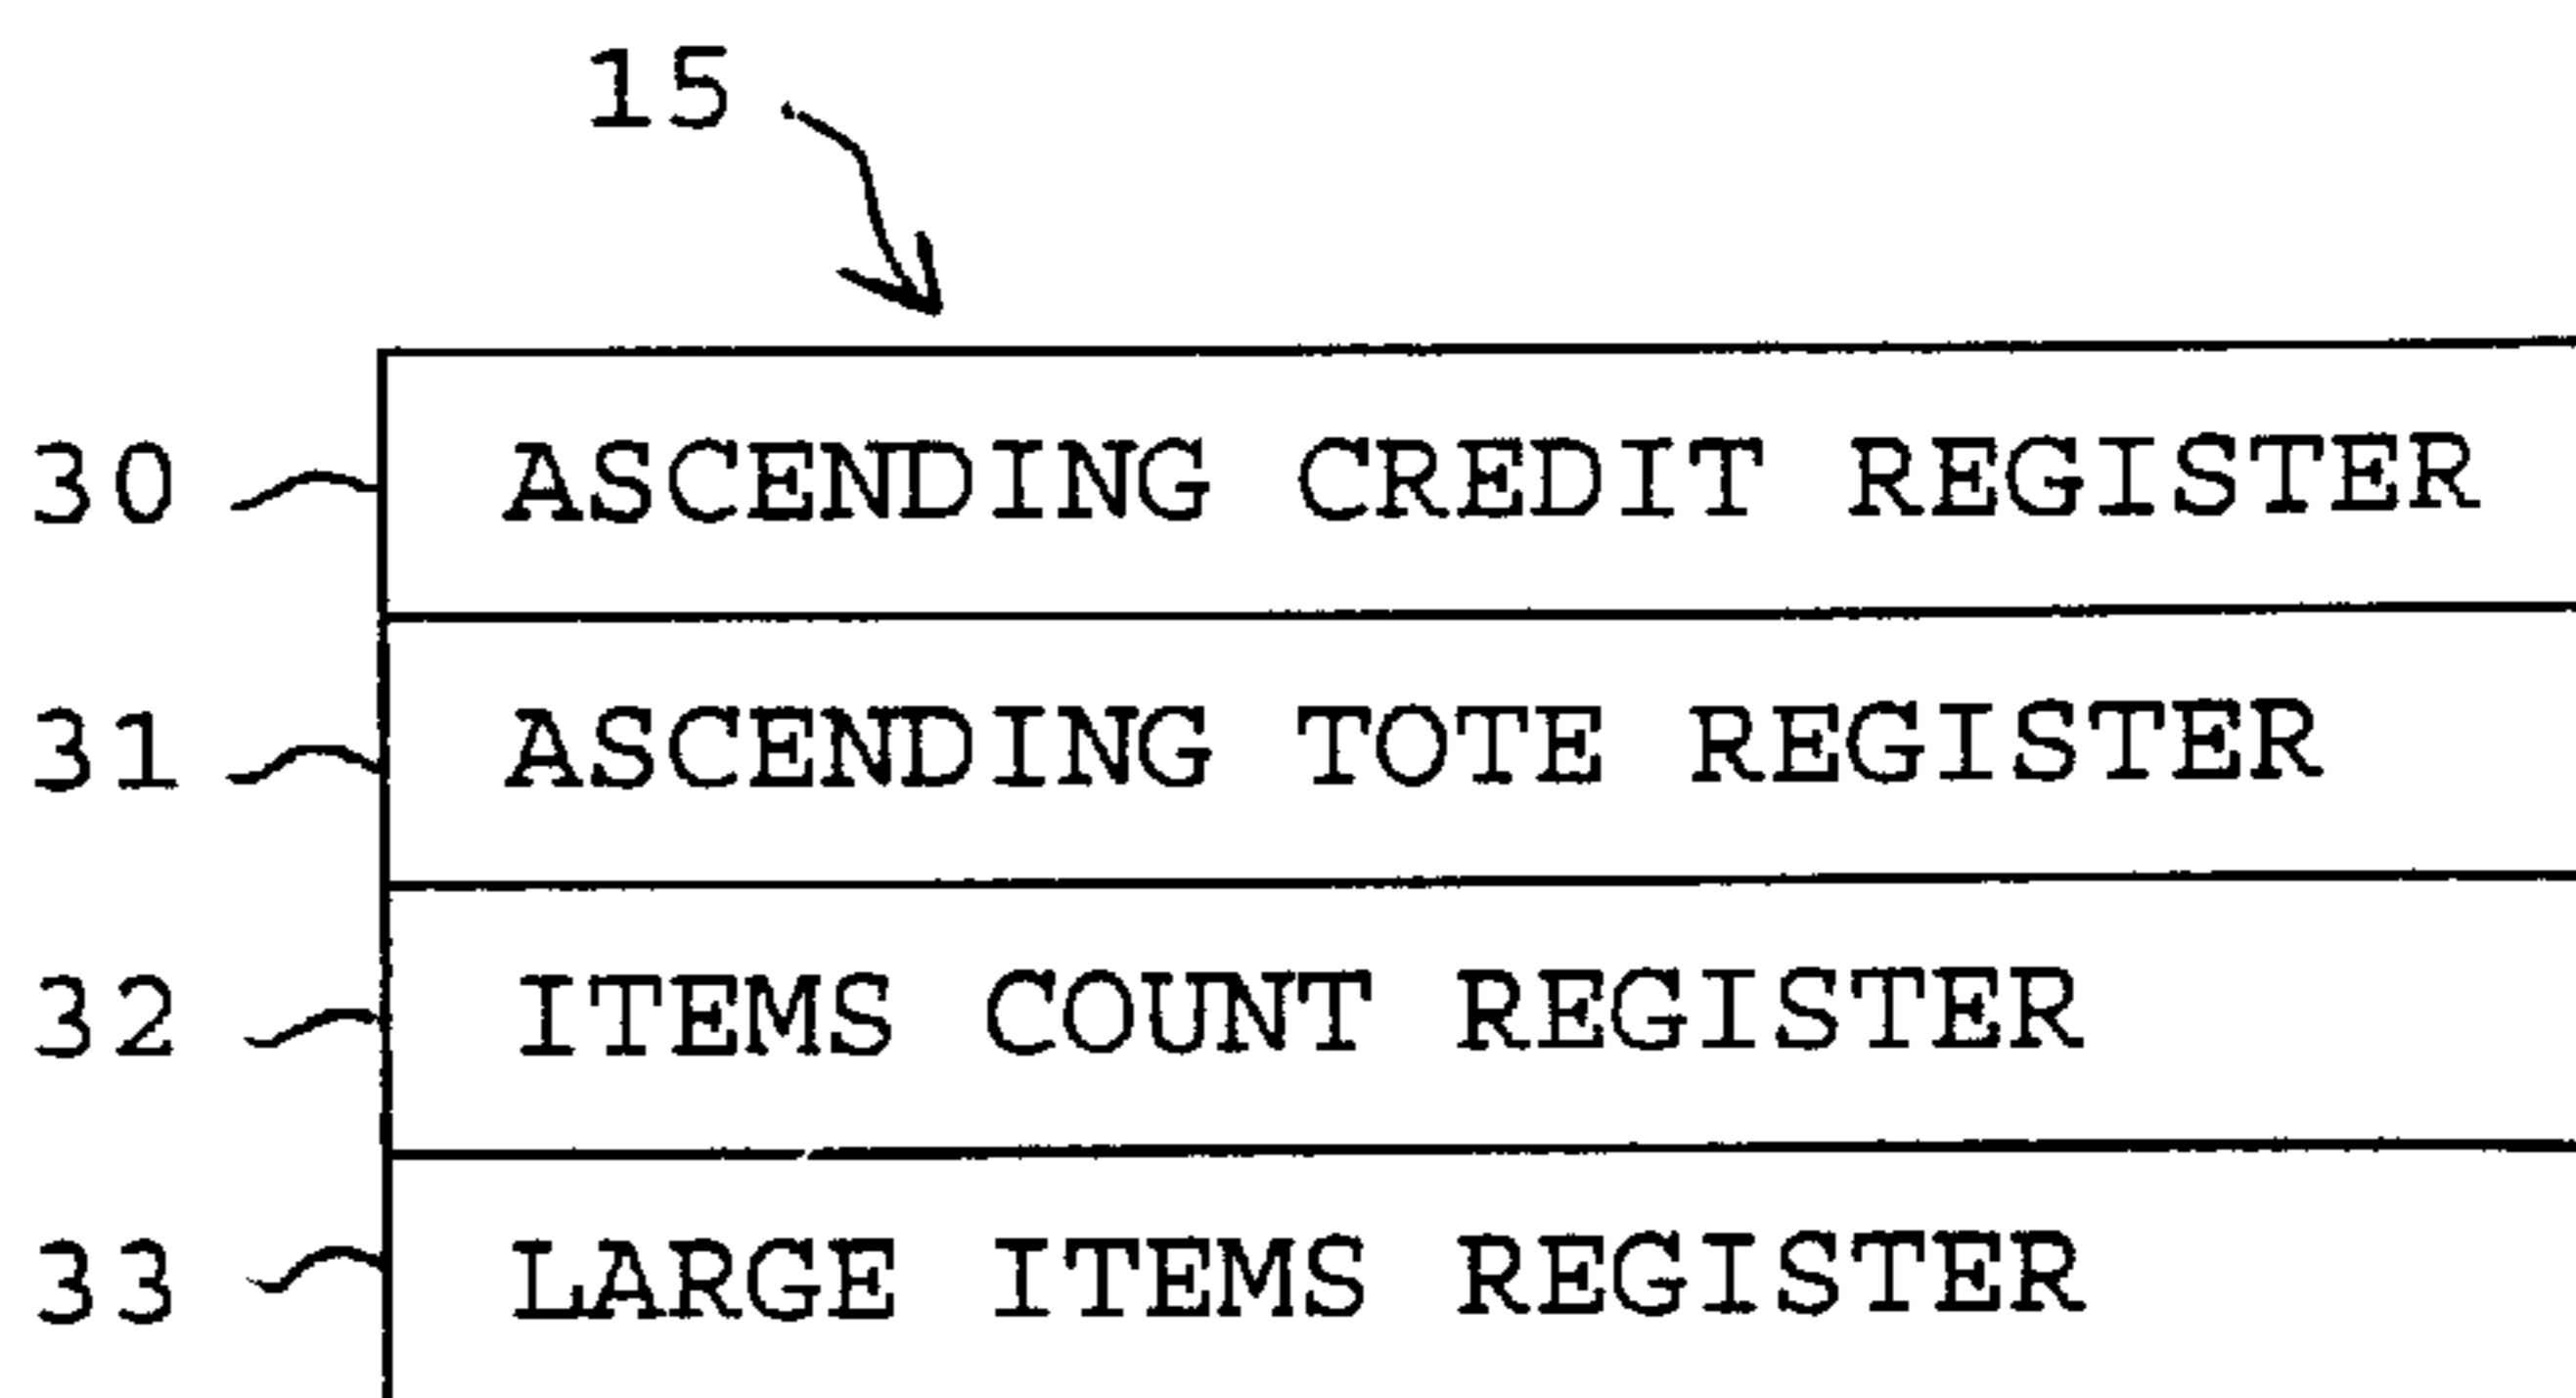 15
30 ASCENDING CREDIT REGISTER
31 ASCENDING TOTE REGISTER
32 ITEMS COUNT REGISTER
33 LARGE ITEMS REGISTER